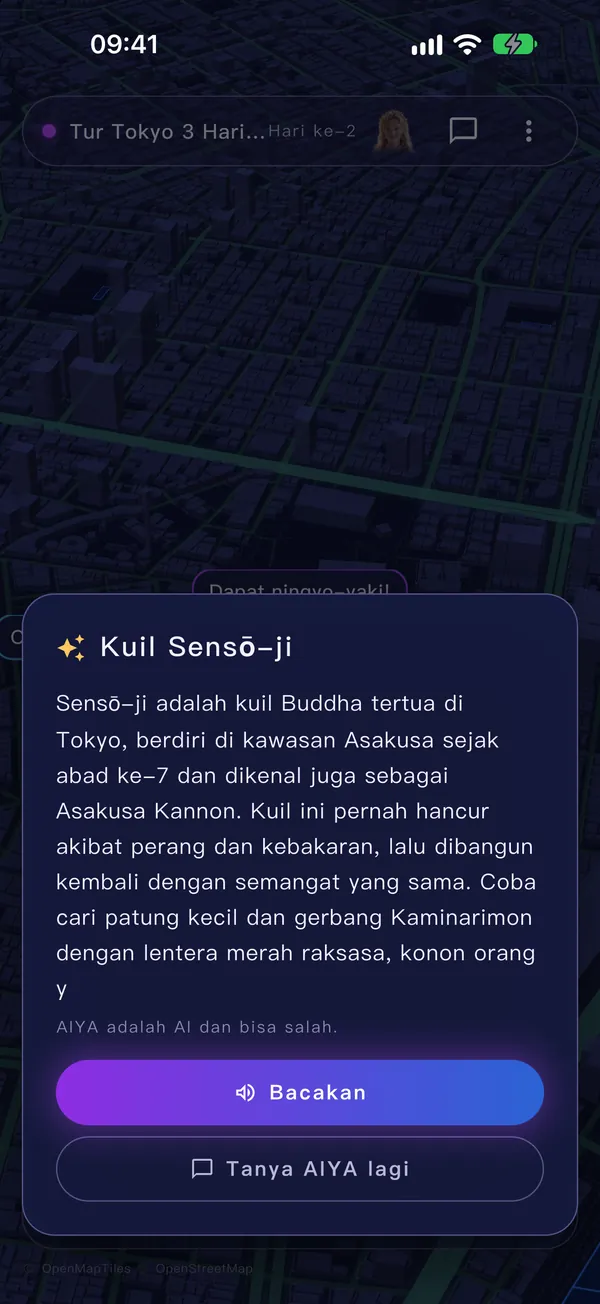 09:41
Tur Tokyo 3 Hari... Hari ke-2
Dapat ningyo-yaki!
C
Kuil Sensō-ji
Sensō-ji adalah kuil Buddha tertua di
Tokyo, berdiri di kawasan Asakusa sejak
abad ke-7 dan dikenal juga sebagai
Asakusa Kannon. Kuil ini pernah hancur
akibat perang dan kebakaran, lalu dibangun
kembali dengan semangat yang sama. Coba
cari patung kecil dan gerbang Kaminarimon
dengan lentera merah raksasa, konon orang
y
AIYA adalah AI dan bisa salah.
Bacakan
Tanya AIYA lagi
© OpenMapTiles © OpenStreetMap